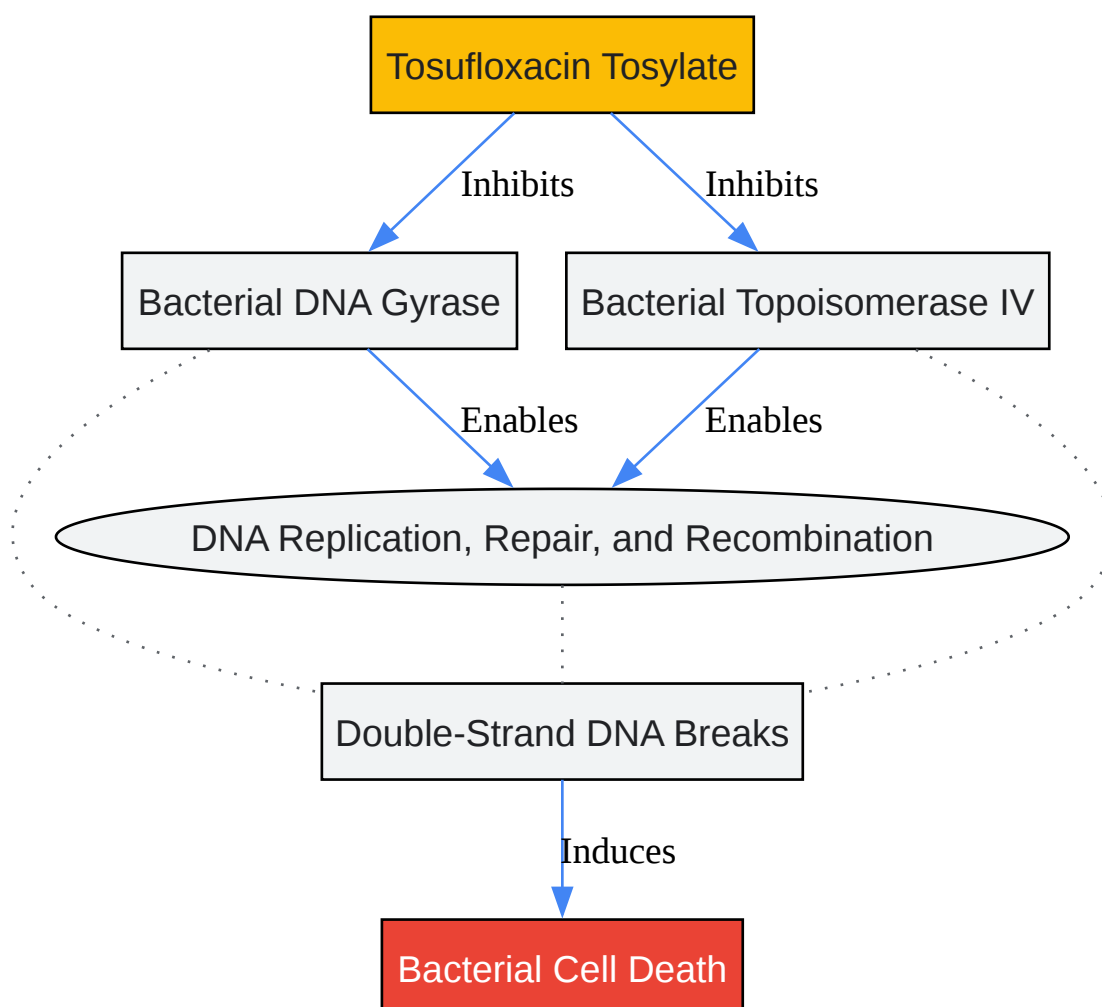 Tosufloxacin Tosylate
Inhibits
Inhibits
Bacterial DNA Gyrase
Bacterial Topoisomerase IV
Enables
Enables
DNA Replication, Repair, and Recombination
Double-Strand DNA Breaks
Induces
Bacterial Cell Death